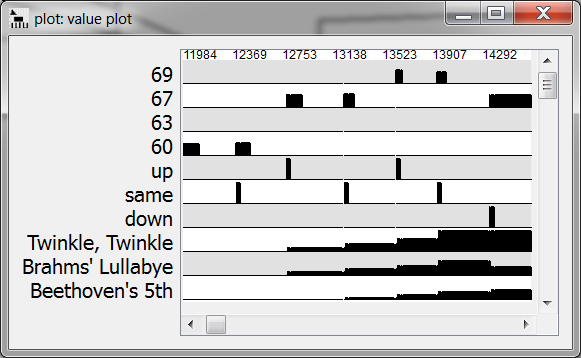 plot: value plot
11984 12369 12753 13138 13523 13907 14292
69
67
63
60
up
same
down
Twinkle, Twinkle
Brahms' Lullabye
Beethoven's 5th